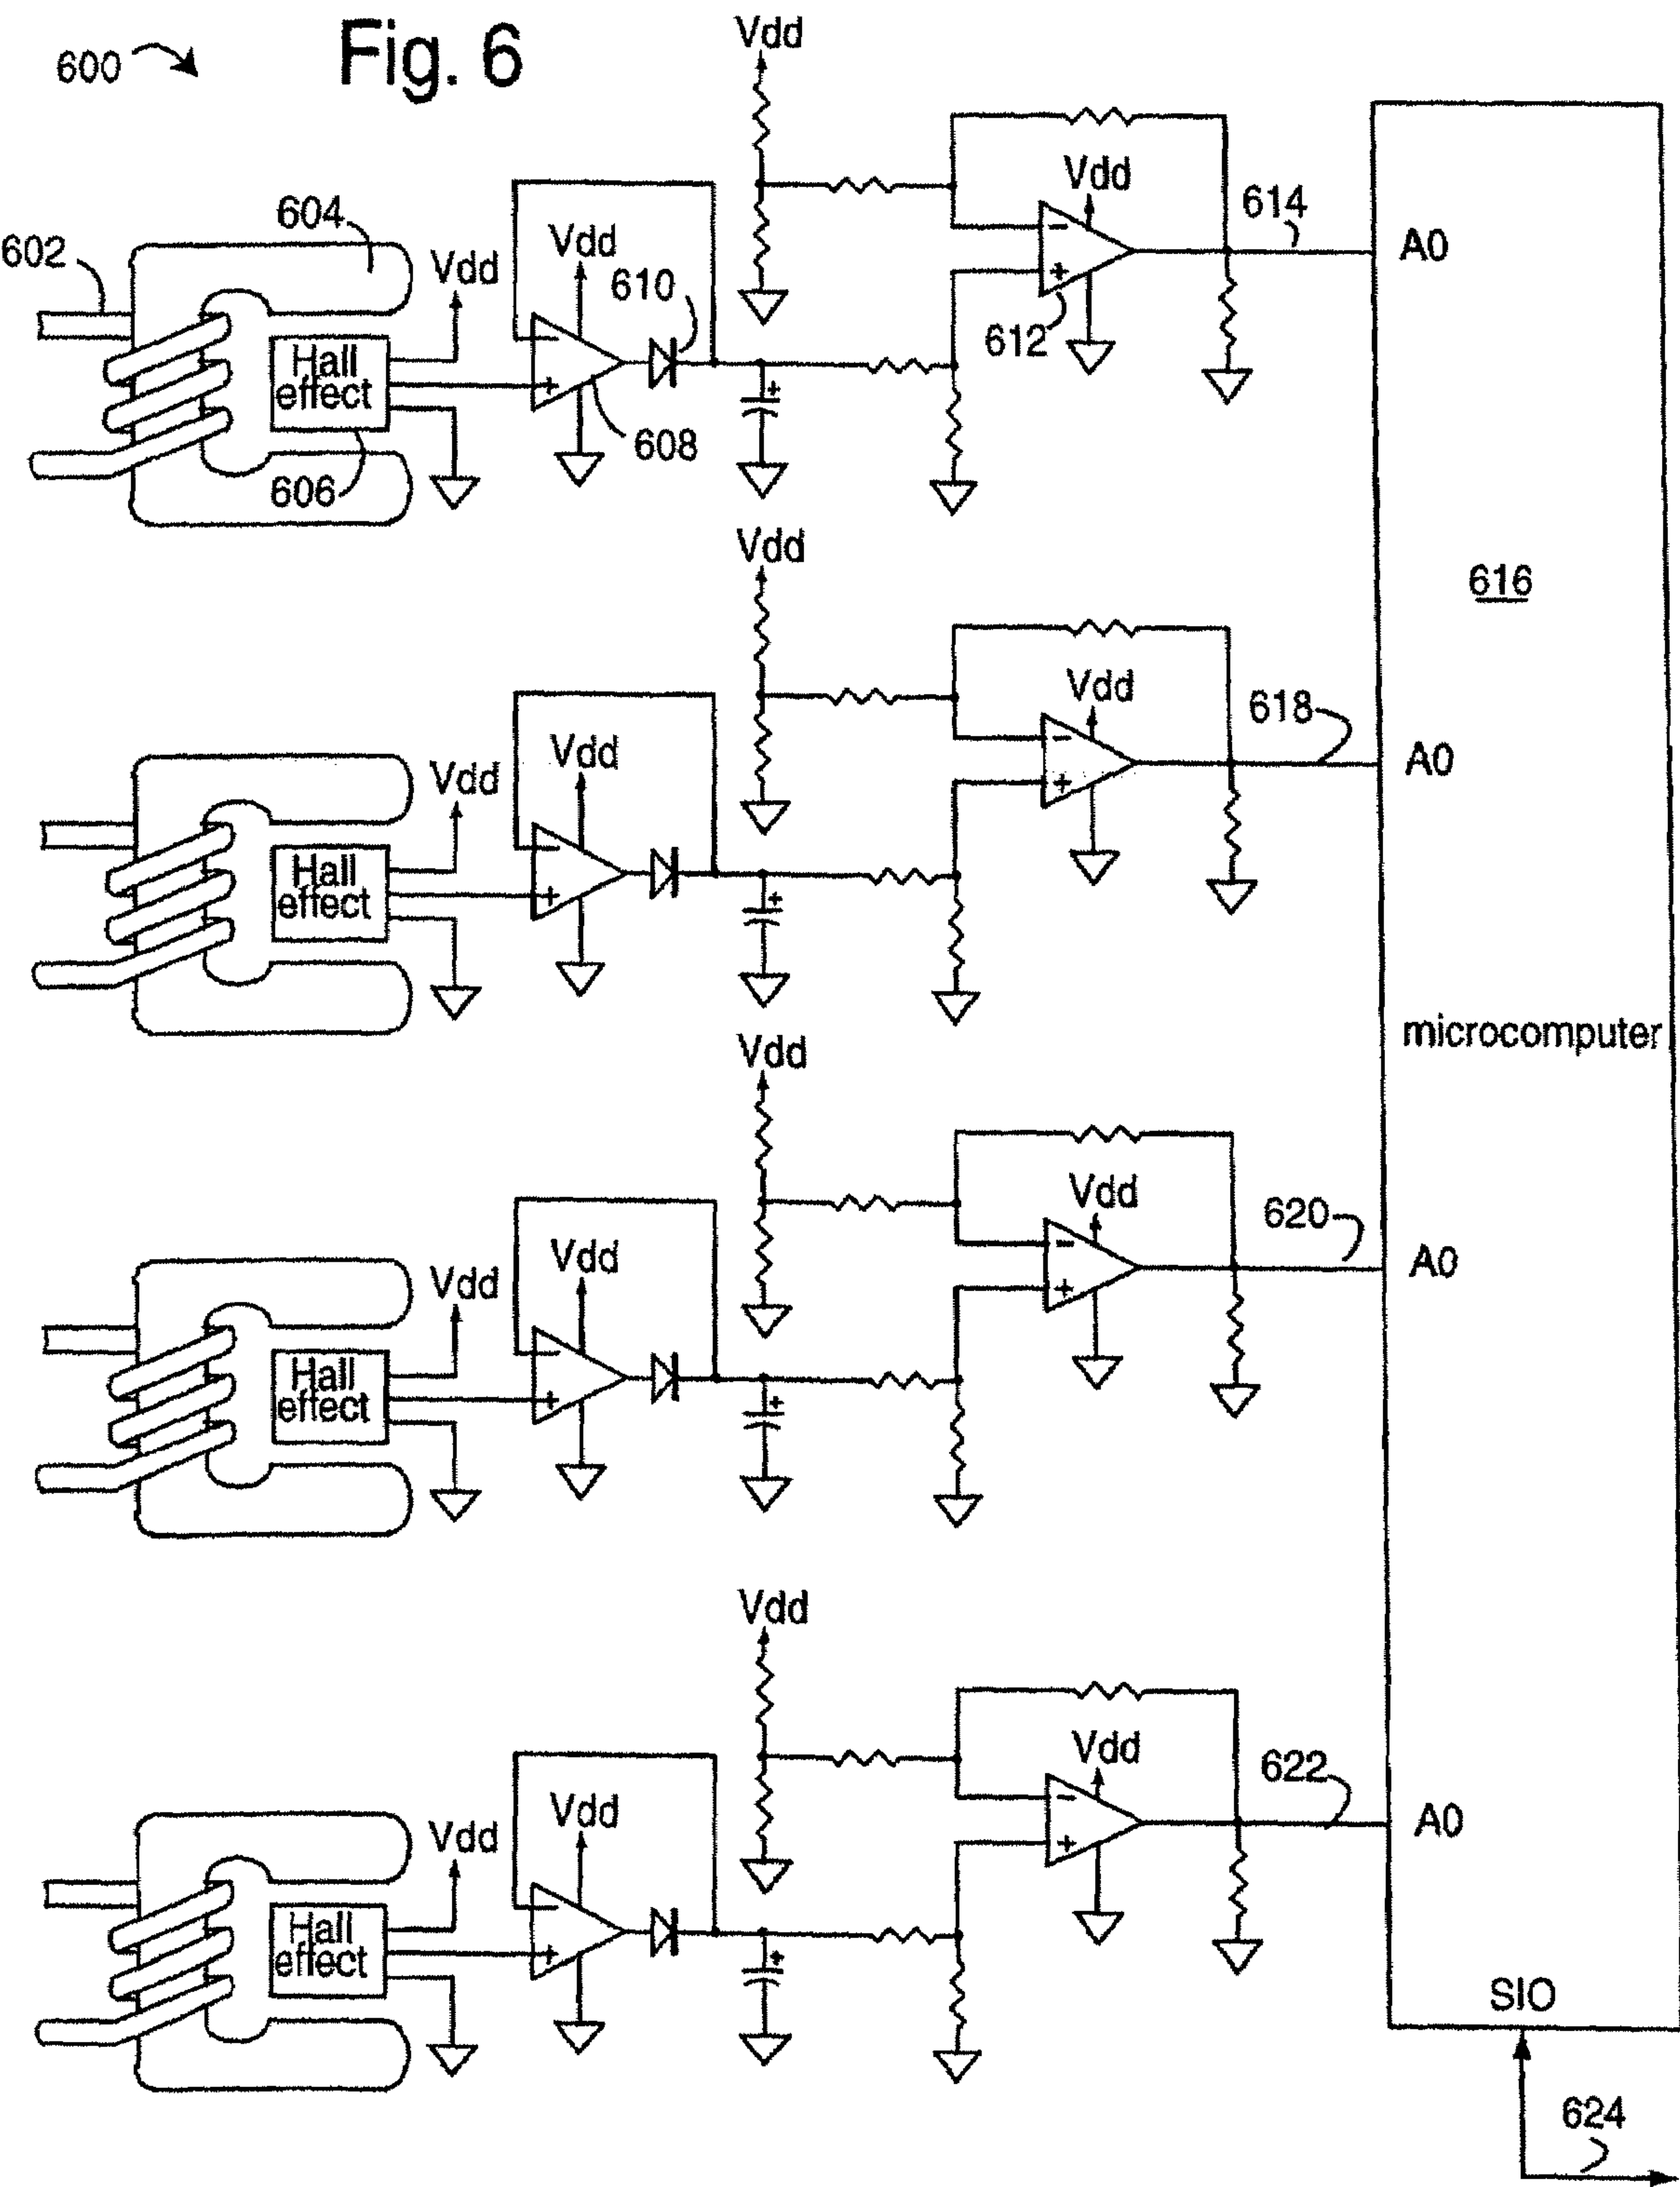 600
Fig. 6
Vdd
604
602
Vdd
Vdd
610
Vdd
614
A0
Hall
effect
612
608
606
Vdd
616
Vdd
618
A0
Vdd
Vdd
Hall
effect
microcomputer
Vdd
Vdd
620
A0
Vdd
Vdd
Hall
effect
Vdd
Vdd
622
A0
Vdd
Vdd
Hall
effect
SIO
624